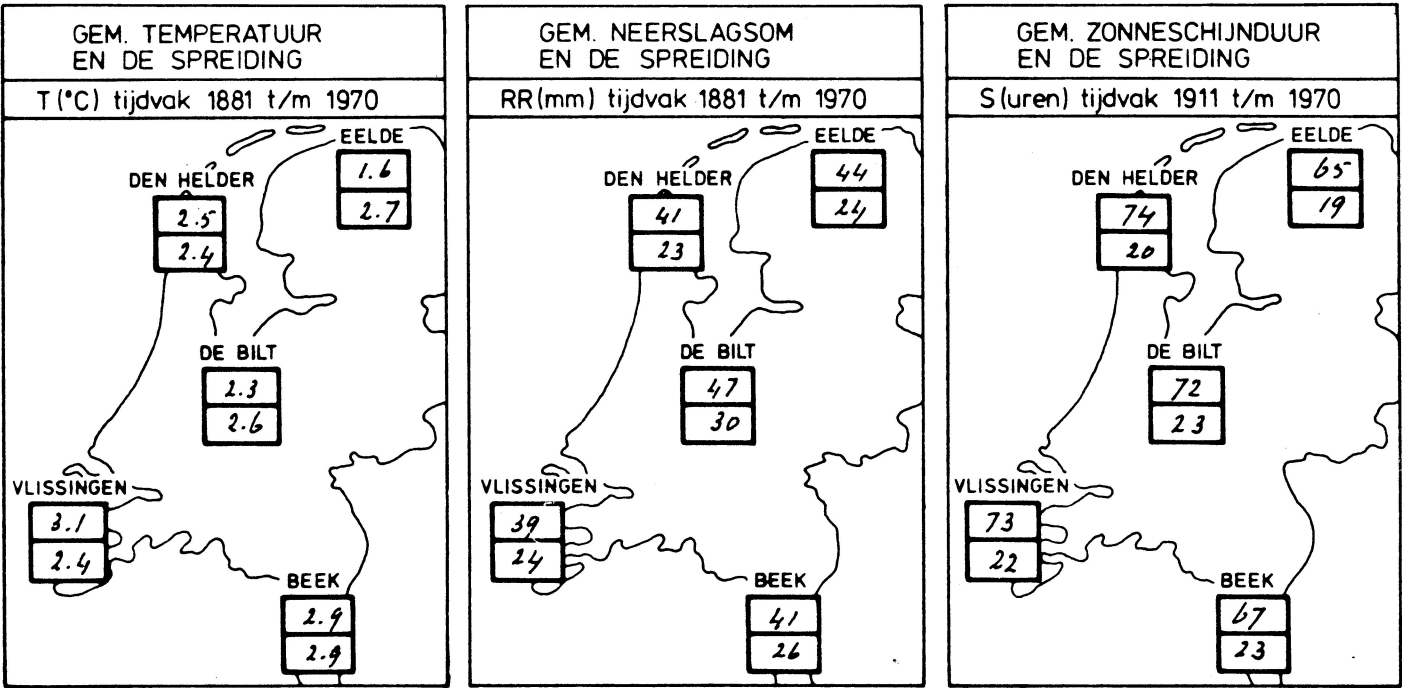 GEM. TEMPERATUUR
EN DE SPREIDING
T(°C) tijdvak 1881 t/m 1970
EELDE
1.6
2.7
DEN HELDER
2.5
2.4
DE BILT
2.3
2.6
VLISSINGEN
3.1
2.4
BEEK
2.9
2.9
GEM. NEERSLAGSOM
EN DE SPREIDING
RR(mm) tijdvak 1881 t/m 1970
EELDE
44
24
DEN HELDER
41
23
DE BILT
47
30
VLISSINGEN
39
24
BEEK
41
26
GEM. ZONNESCHIJNDUUR
EN DE SPREIDING
S(uren) tijdvak 1911 t/m 1970
EELDE
65
19
DEN HELDER
74
20
DE BILT
72
23
VLISSINGEN
73
22
BEEK
67
23